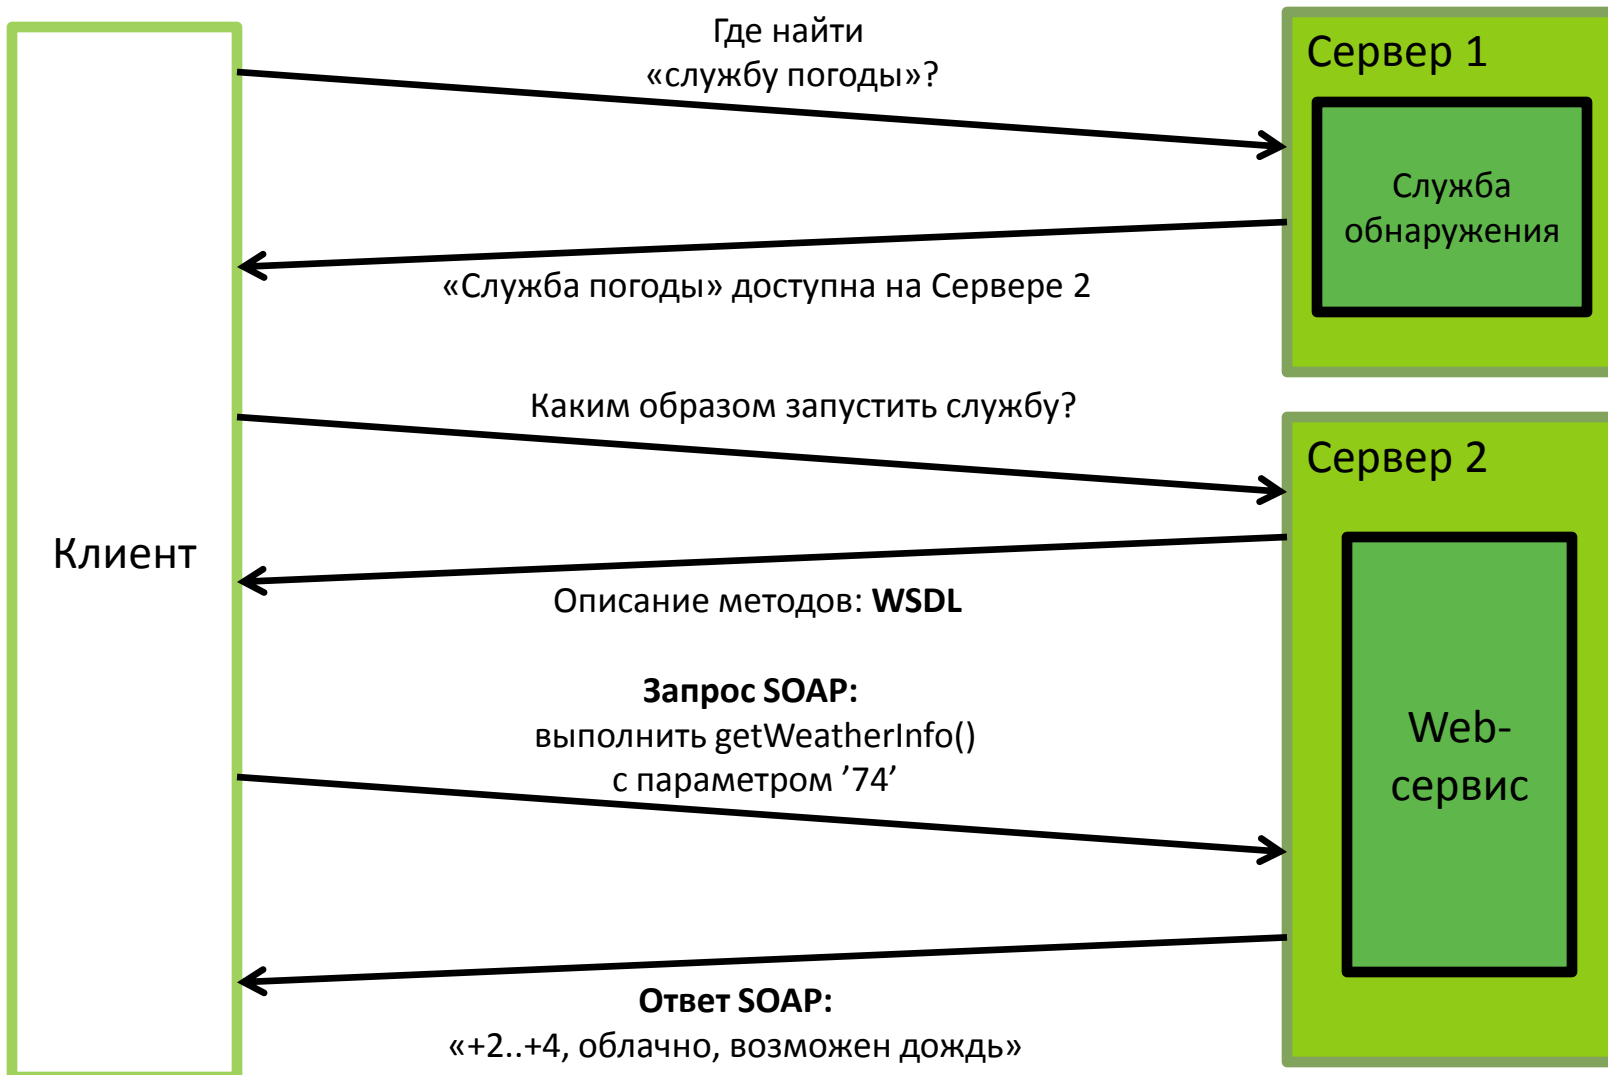 Где найти
«службу погоды»?
Сервер 1
Служба
обнаружения
«Служба погоды» доступна на Сервере 2
Каким образом запустить службу?
Сервер 2
Клиент
Описание методов: WSDL
Запрос SOAP:
выполнить getWeatherInfo()
с параметром ’74’
Web-
сервис
Ответ SOAP:
«+2..+4, облачно, возможен дождь»